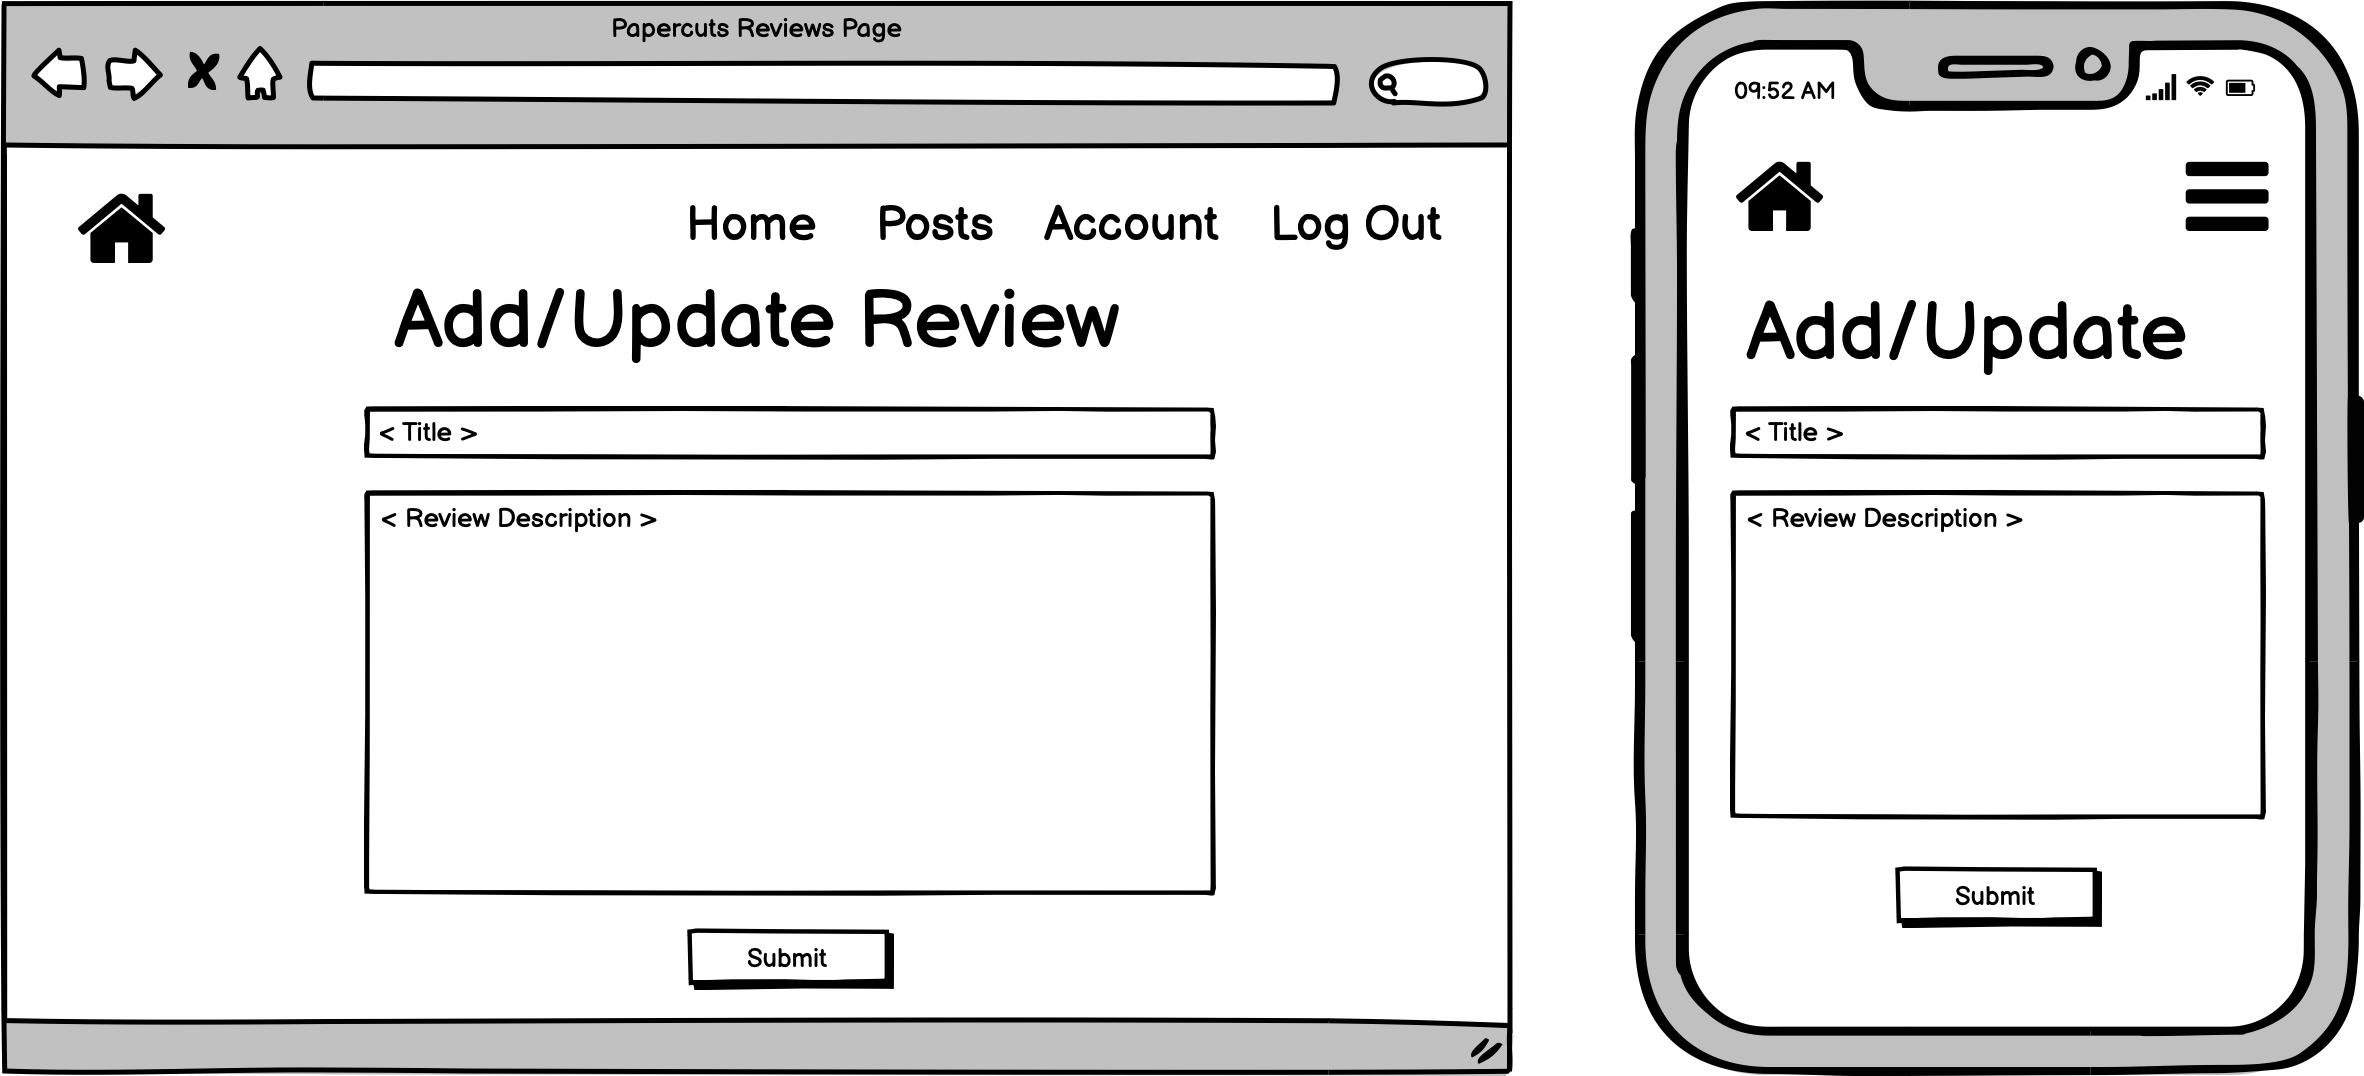 Papercuts Reviews Page
Home Posts Account Log Out
Add/Update Review
< Title >
< Review Description >
Submit
09:52 AM
Add/Update
< Title >
< Review Description >
Submit